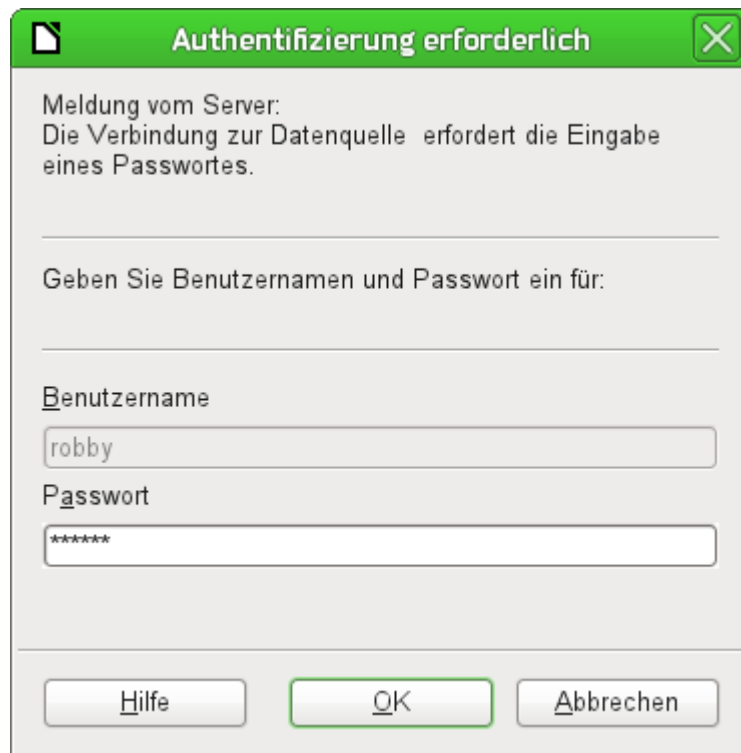 Authentifizierung erforderlich
Meldung vom Server:
Die Verbindung zur Datenquelle  erfordert die Eingabe
eines Passwortes.
Geben Sie Benutzernamen und Passwort ein für:
Benutzername
robby
Passwort
******
Hilfe
OK
Abbrechen